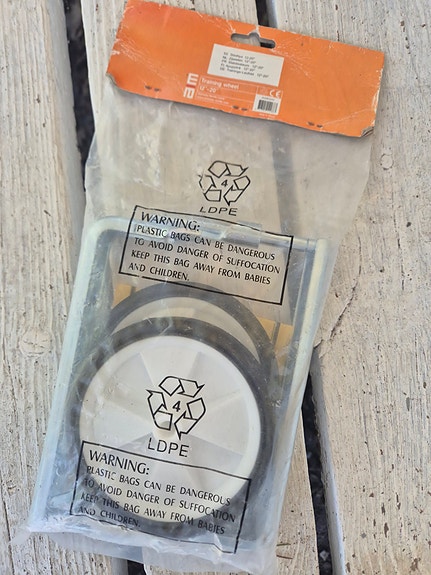 Training wheel
12"-20"
4
LDPE
WARNING:
PLASTIC BAGS CAN BE DANGEROUS
TO AVOID DANGER OF SUFFOCATION
KEEP THIS BAG AWAY FROM BABIES
AND CHILDREN.
4
LDPE
WARNING:
PLASTIC BAGS CAN BE DANGEROUS
TO AVOID DANGER OF SUFFOCATION
KEEP THIS BAG AWAY FROM BABIES
AND CHILDREN.